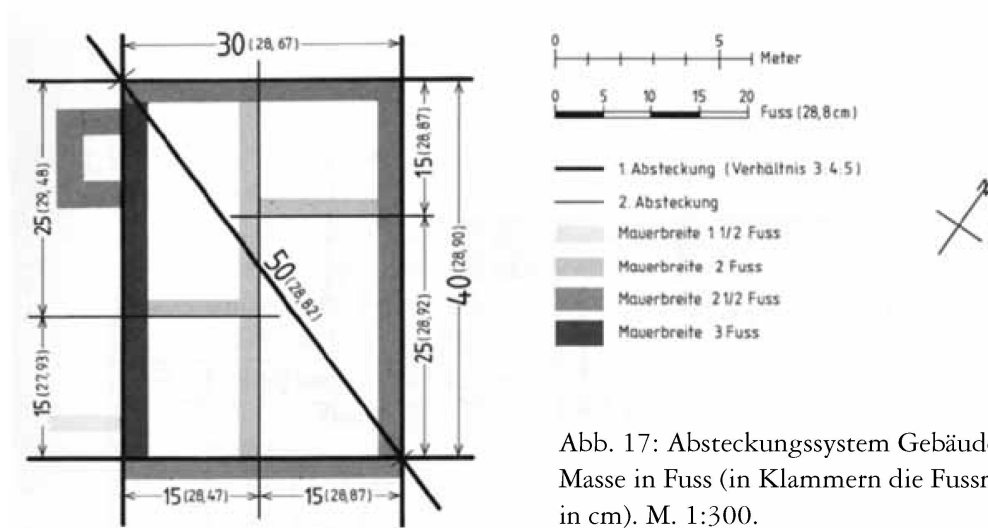 30 (28,67)
25 (29,48)
15 (27,93)
15 (28,87)
25 (28,92)
40 (28,90)
50 (28,82)
15 (28,47)
15 (28,87)
0 5 Meter
0 5 10 15 20 Fuss (28,8 cm)
1. Absteckung (Verhältnis 3:4:5)
2. Absteckung
Mauerbreite 1 1/2 Fuss
Mauerbreite 2 Fuss
Mauerbreite 2 1/2 Fuss
Mauerbreite 3 Fuss
N
Abb. 17: Absteckungssystem Gebäude
Masse in Fuss (in Klammern die Fussm
in cm). M. 1:300.